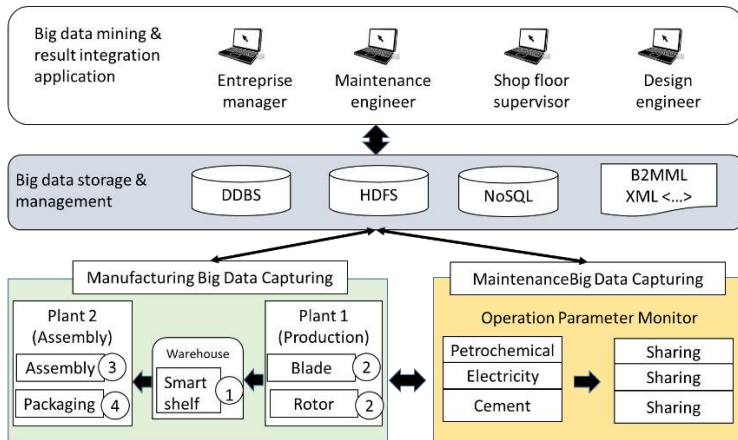 Big data mining &
result integration
application
Entreprise
manager
Maintenance
engineer
Shop floor
supervisor
Design
engineer
Big data storage &
management
DDBS
HDFS
NoSQL
B2MML
XML <...>
Manufacturing Big Data Capturing
MaintenanceBig Data Capturing
Plant 2
(Assembly)
Assembly 3
Packaging 4
Warehouse
Smart
shelf
1
Plant 1
(Production)
Blade 2
Rotor 2
Operation Parameter Monitor
Petrochemical
Electricity
Cement
Sharing
Sharing
Sharing